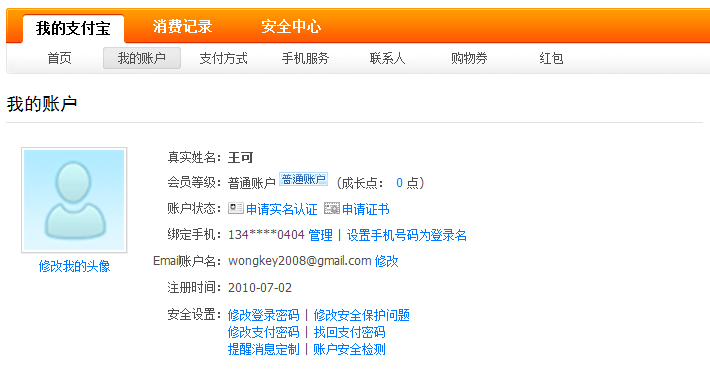 我的支付宝 消费记录 安全中心
首页 我的账户 支付方式 手机服务 联系人 购物券 红包
我的账户
真实姓名：王可
会员等级：普通账户 普通账户 （成长点： 0 点）
账户状态： 申请实名认证 申请证书
绑定手机：134****0404 管理 | 设置手机号码为登录名
修改我的头像
Email账户名：wongkey2008@gmail.com 修改
注册时间：2010-07-02
安全设置：修改登录密码 | 修改安全保护问题
修改支付密码 | 找回支付密码
提醒消息定制 | 账户安全检测